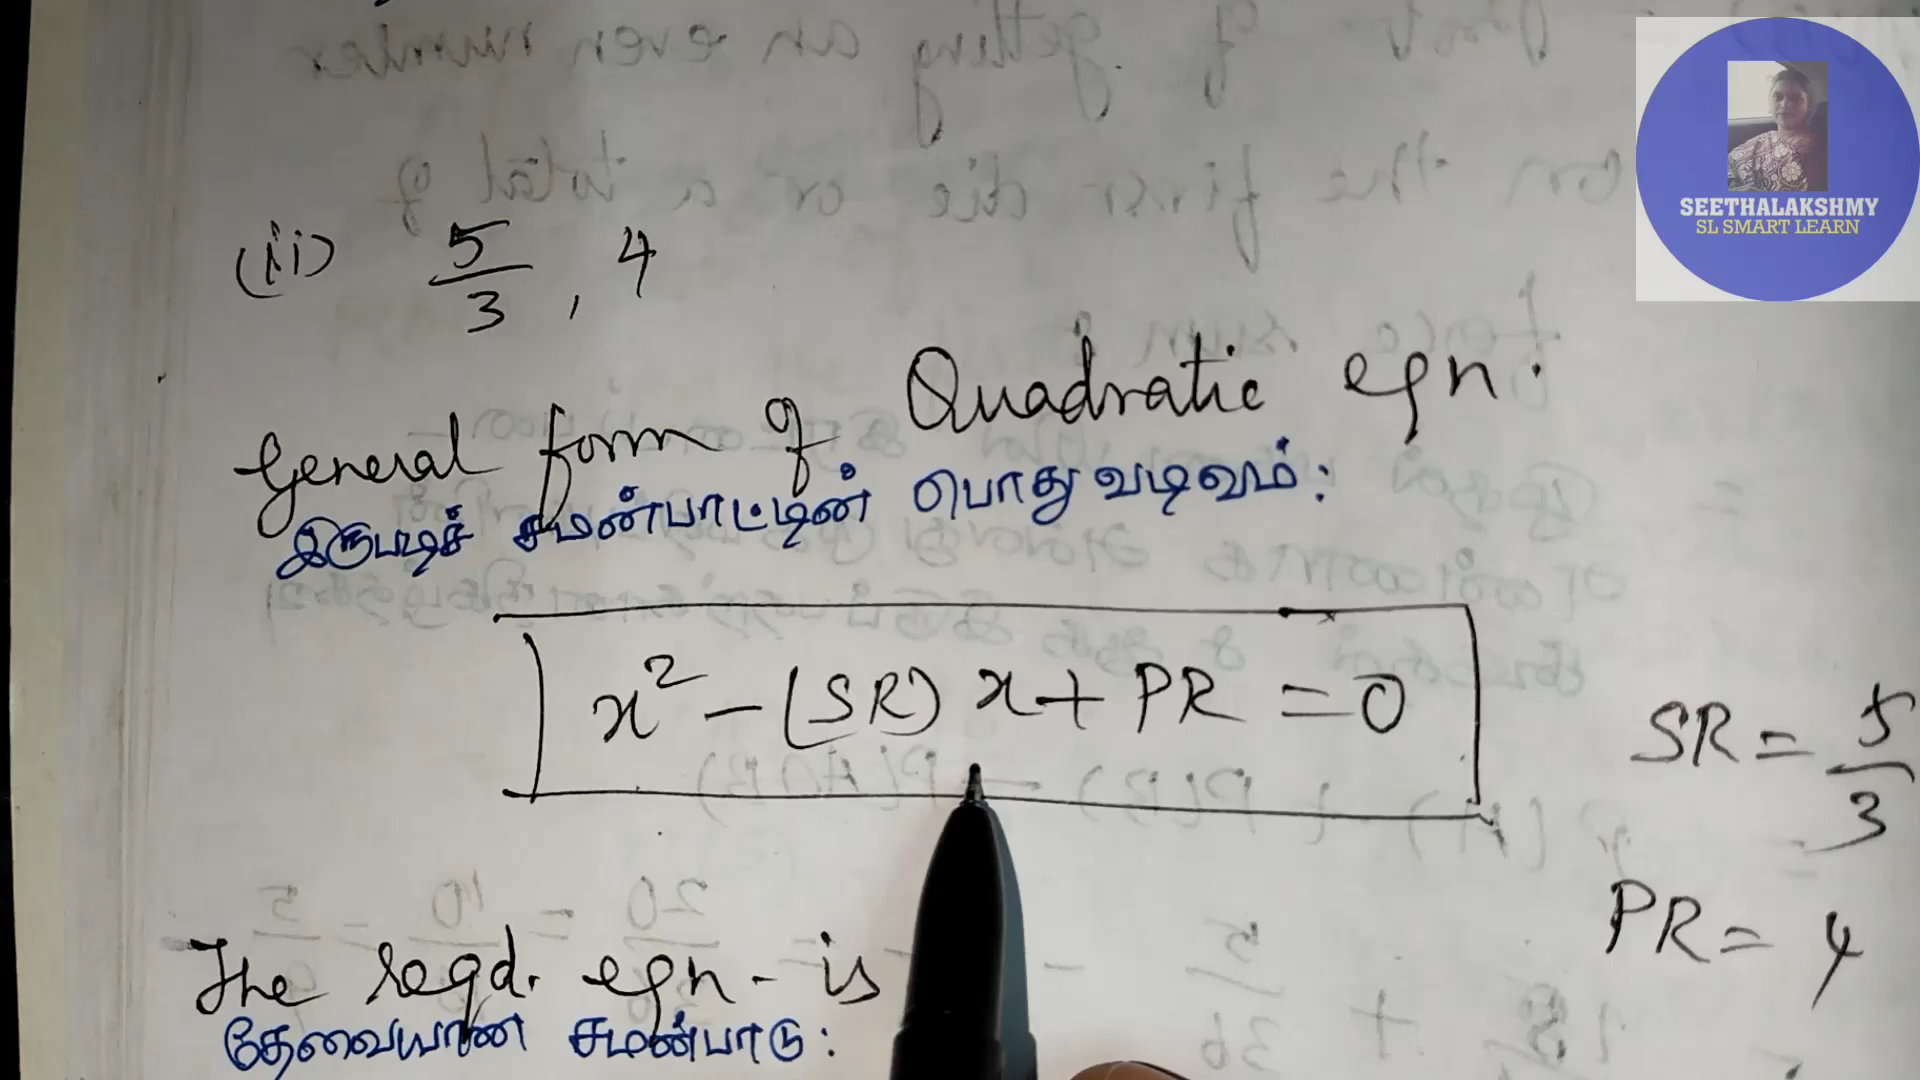 SEETHALAKSHMY
SL SMART LEARN
(ii) 5/3 , 4
General form of Quadratic eqn:
இருபடிச் சமன்பாட்டின் பொது வடிவம்:
x² - (SR) x + PR = 0
SR = 5/3
PR = 4
The reqd. eqn. is
தேவையான சமன்பாடு: